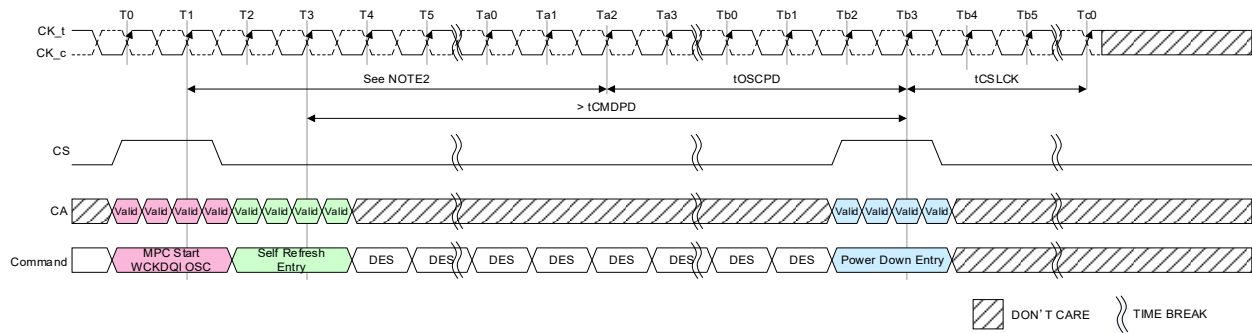 T0 T1 T2 T3 T4 T5 Ta0 Ta1 Ta2 Ta3 Tb0 Tb1 Tb2 Tb3 Tb4 Tb5 Tc0
CK_t
CK_c
See NOTE2 tOSCPD tCSLCK
> tCMDPD
CS
CA Valid Valid Valid Valid Valid Valid Valid Valid Valid Valid Valid Valid
Command MPC Start WCKDQI OSC Self Refresh Entry DES DES DES DES DES DES DES DES Power Down Entry
DON'T CARE TIME BREAK